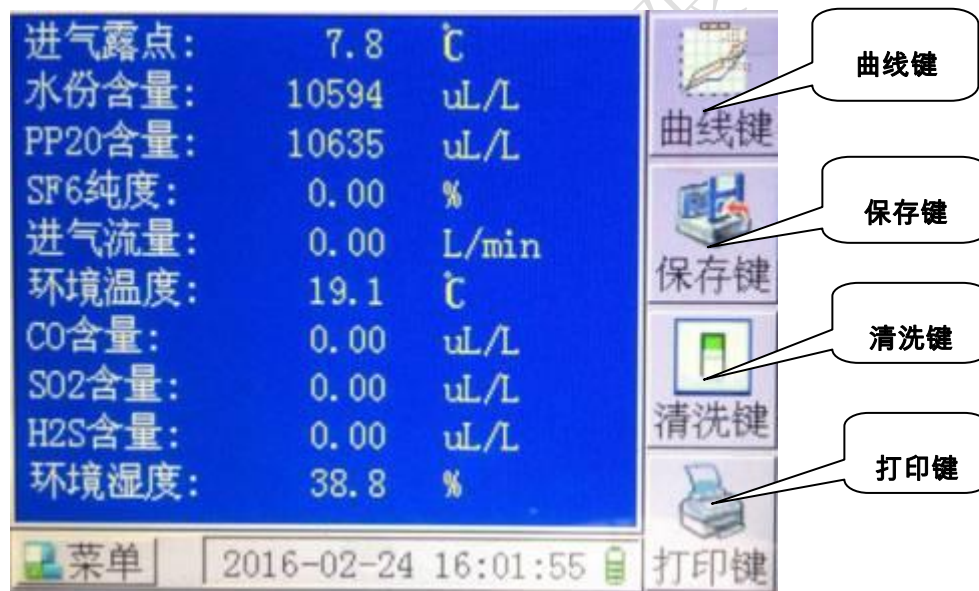 进气露点: 7.8 ℃
水份含量: 10594 uL/L
PP20含量: 10635 uL/L
SF6纯度: 0.00 %
进气流量: 0.00 L/min
环境温度: 19.1 ℃
CO含量: 0.00 uL/L
SO2含量: 0.00 uL/L
H2S含量: 0.00 uL/L
环境湿度: 38.8 %
菜单 2016-02-24 16:01:55
曲线键
保存键
清洗键
打印键
曲线键
保存键
清洗键
打印键